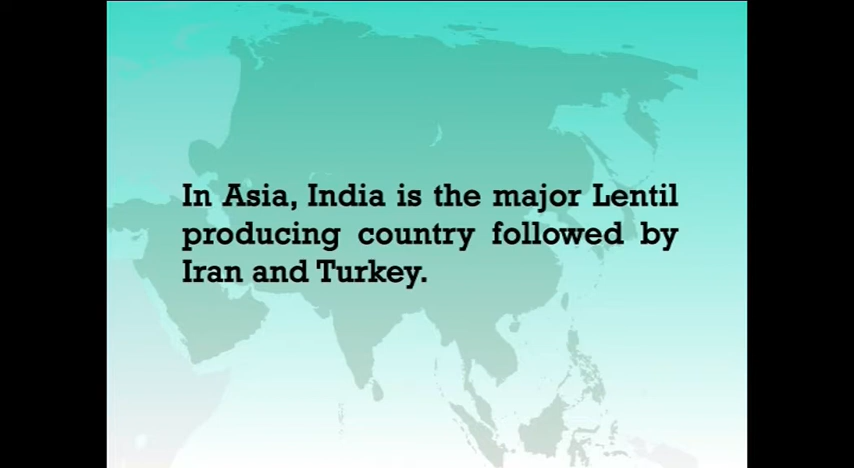 In Asia, India is the major Lentil
producing country followed by
Iran and Turkey.